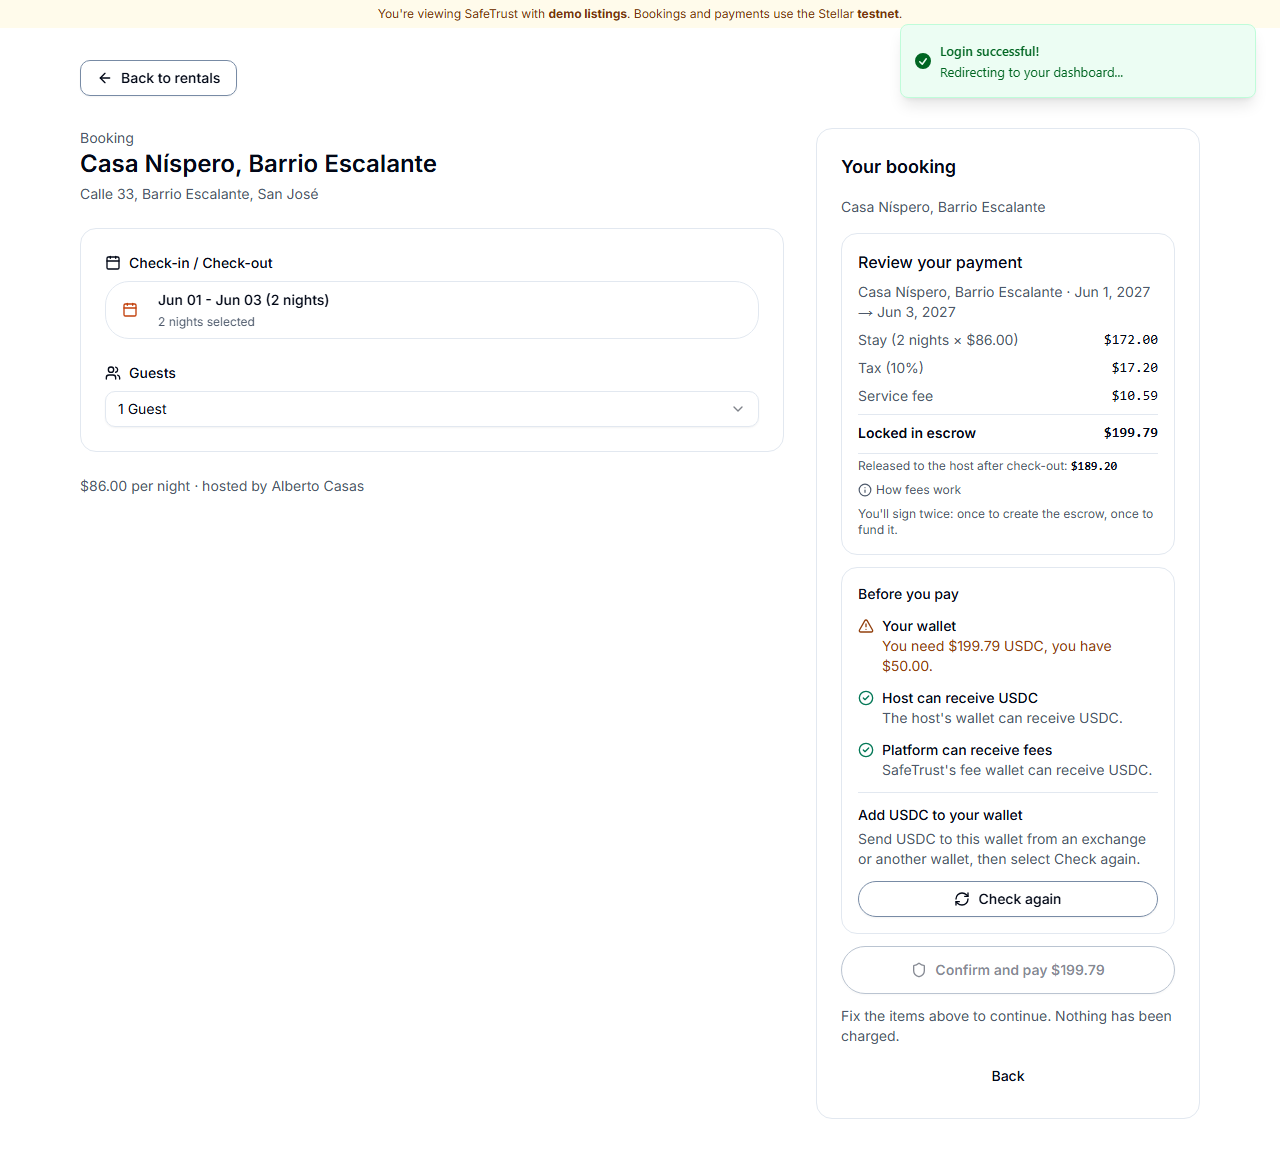 You're viewing SafeTrust with demo listings. Bookings and payments use the Stellar testnet.
Login successful!
Redirecting to your dashboard...
Back to rentals
Booking
Casa Níspero, Barrio Escalante
Calle 33, Barrio Escalante, San José
Check-in / Check-out
Jun 01 - Jun 03 (2 nights)
2 nights selected
Guests
1 Guest
$86.00 per night · hosted by Alberto Casas
Your booking
Casa Níspero, Barrio Escalante
Review your payment
Casa Níspero, Barrio Escalante · Jun 1, 2027
→ Jun 3, 2027
Stay (2 nights × $86.00) $172.00
Tax (10%) $17.20
Service fee $10.59
Locked in escrow $199.79
Released to the host after check-out: $189.20
How fees work
You'll sign twice: once to create the escrow, once to
fund it.
Before you pay
Your wallet
You need $199.79 USDC, you have
$50.00.
Host can receive USDC
The host's wallet can receive USDC.
Platform can receive fees
SafeTrust's fee wallet can receive USDC.
Add USDC to your wallet
Send USDC to this wallet from an exchange
or another wallet, then select Check again.
Check again
Confirm and pay $199.79
Fix the items above to continue. Nothing has been
charged.
Back